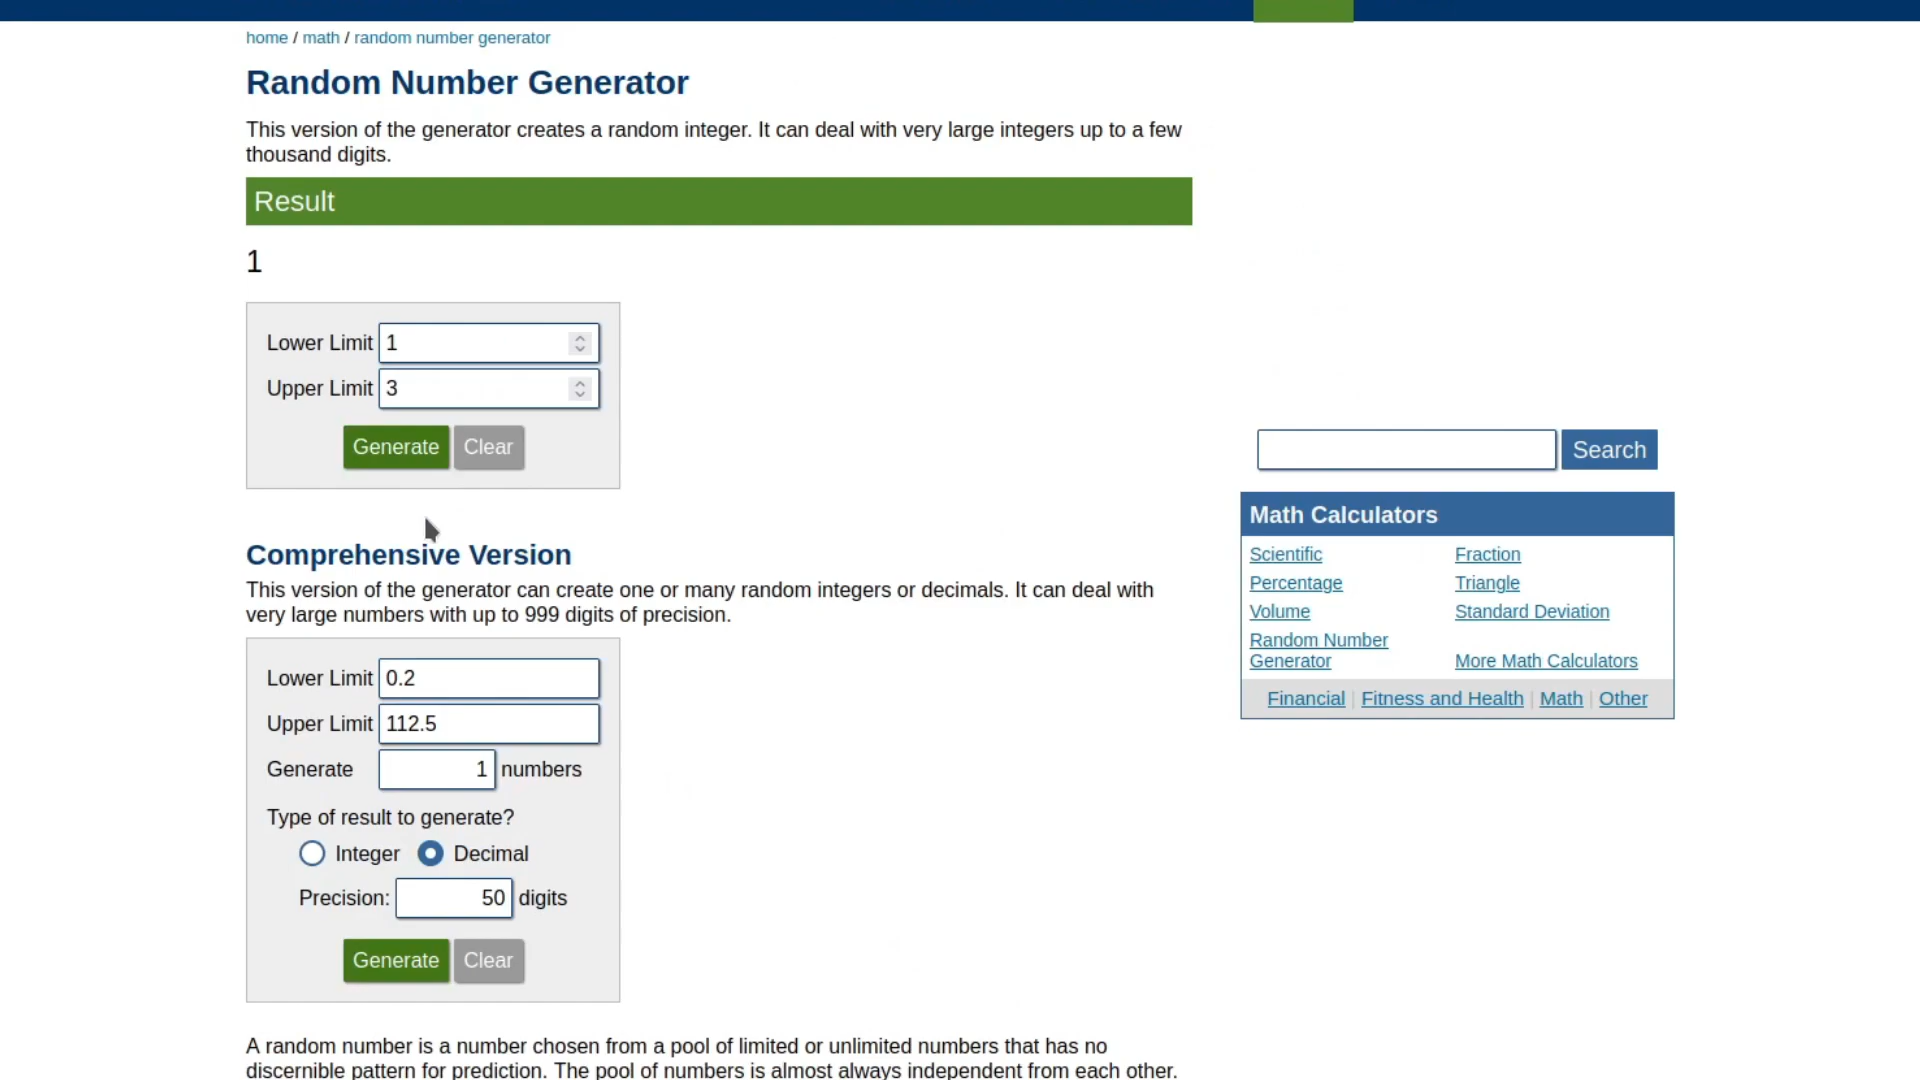 home / math / random number generator
Random Number Generator
This version of the generator creates a random integer. It can deal with very large integers up to a few
thousand digits.
Result
1
Lower Limit 1
Upper Limit 3
Generate Clear
Search
Math Calculators
Scientific Fraction
Percentage Triangle
Volume Standard Deviation
Random Number
Generator More Math Calculators
Financial | Fitness and Health | Math | Other
Comprehensive Version
This version of the generator can create one or many random integers or decimals. It can deal with
very large numbers with up to 999 digits of precision.
Lower Limit 0.2
Upper Limit 112.5
Generate 1 numbers
Type of result to generate?
Integer Decimal
Precision: 50 digits
Generate Clear
A random number is a number chosen from a pool of limited or unlimited numbers that has no
discernible pattern for prediction. The pool of numbers is almost always independent from each other.